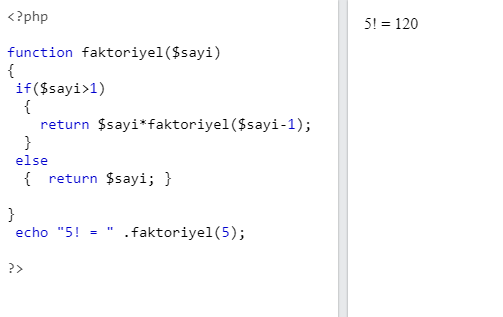 <?php
function faktoriyel($sayi)
{
if($sayi>1)
{
return $sayi*faktoriyel($sayi-1);
}
else
{  return $sayi; }
}
echo "5! = " .faktoriyel(5);
?>
5! = 120